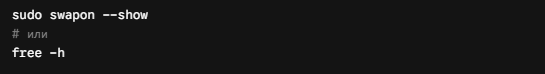 sudo swapon --show
# или
free -h